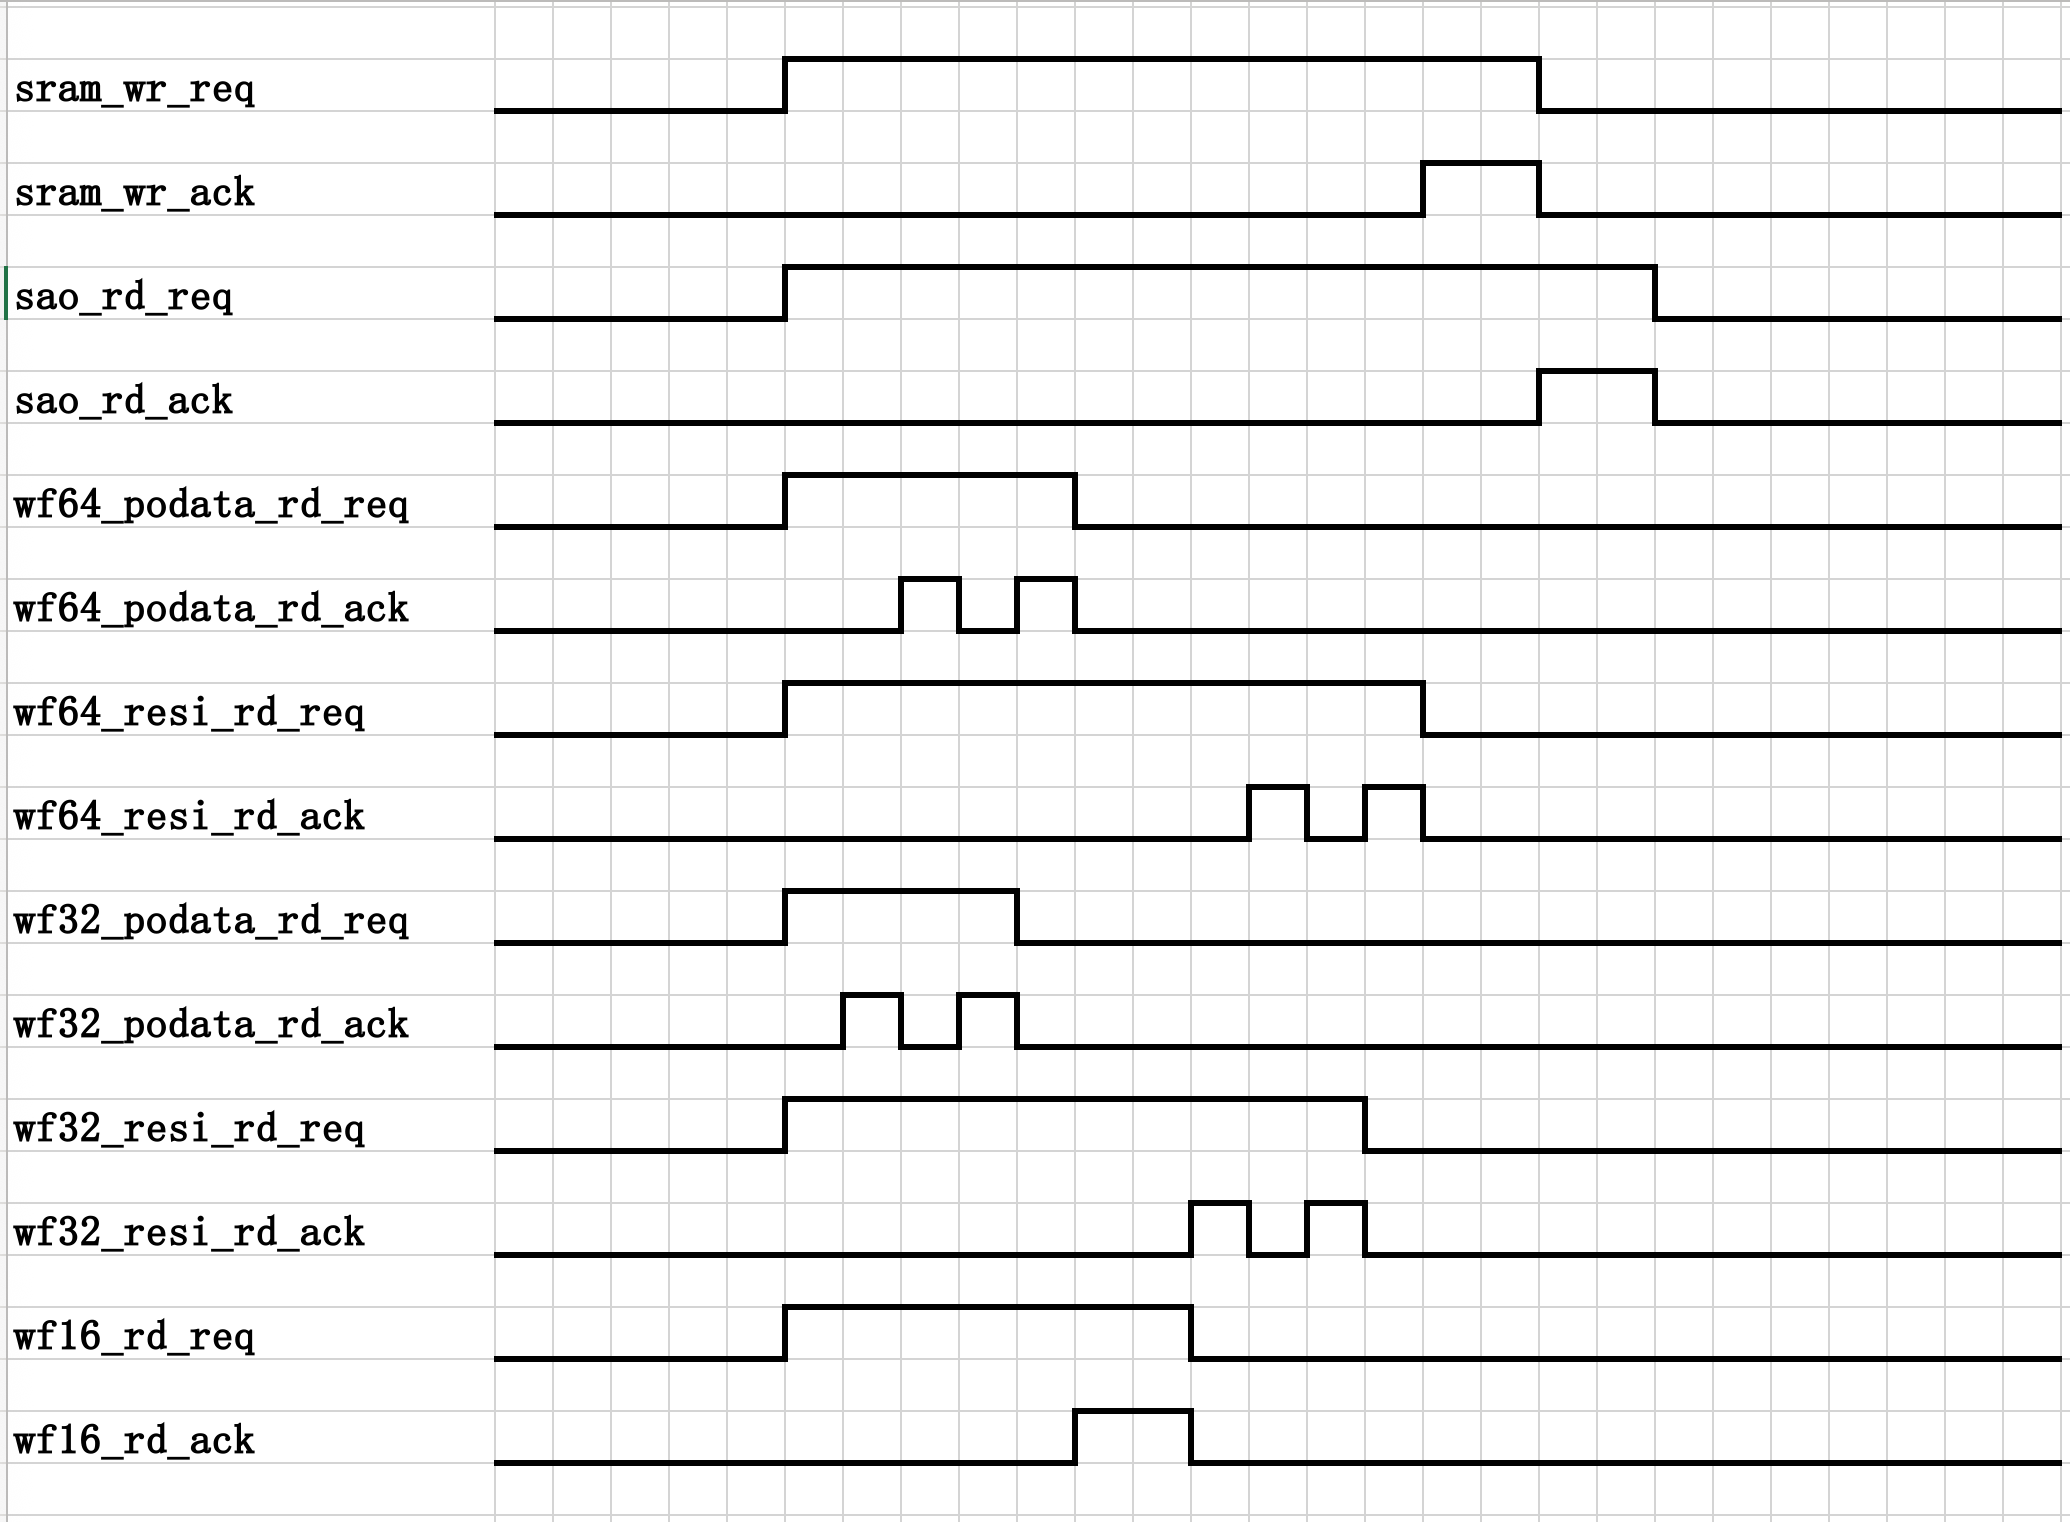 sram_wr_req
sram_wr_ack
sao_rd_req
sao_rd_ack
wf64_podata_rd_req
wf64_podata_rd_ack
wf64_resi_rd_req
wf64_resi_rd_ack
wf32_podata_rd_req
wf32_podata_rd_ack
wf32_resi_rd_req
wf32_resi_rd_ack
wf16_rd_req
wf16_rd_ack